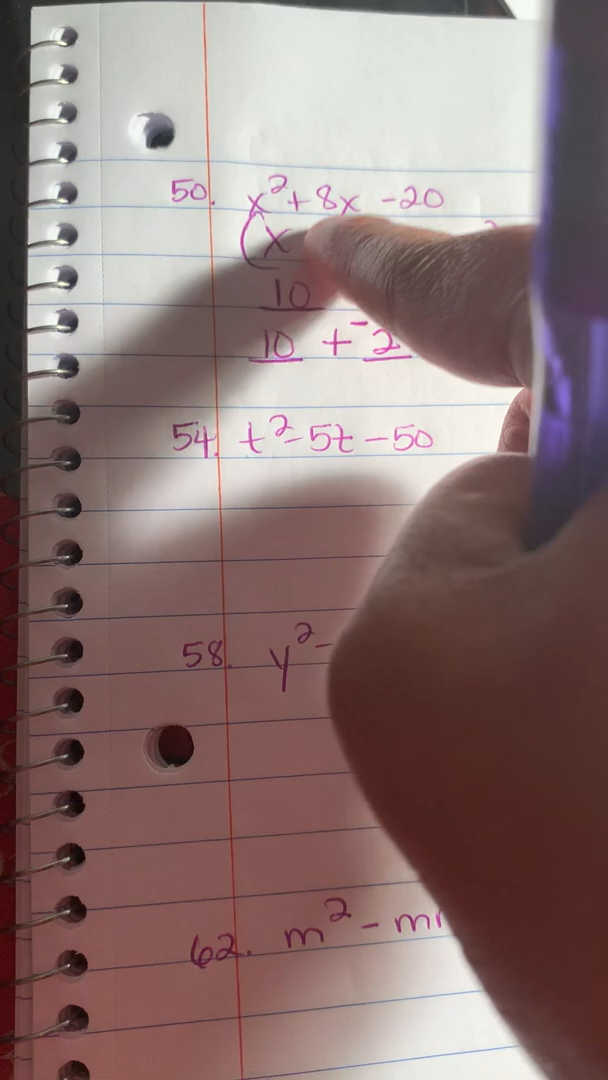 50. x²+ 8x -20
(x
10
10 + -2
54. t²-5t-50
58. y²-
62. m² - m